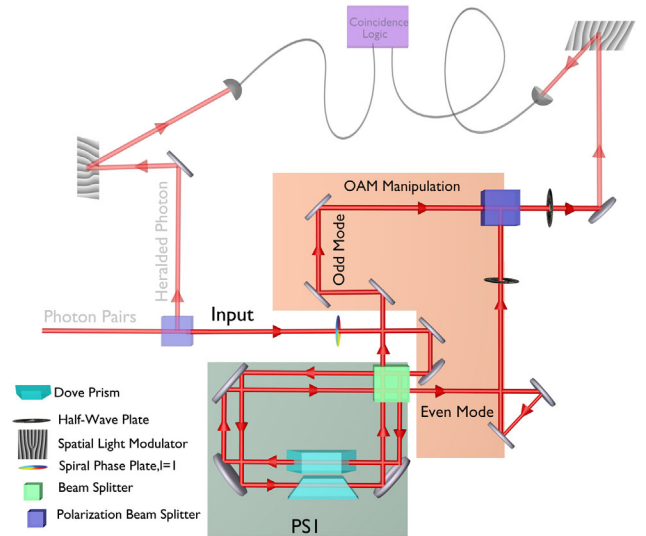 Coincidence
Logic
OAM Manipulation
Odd Mode
Heralded Photon
Photon Pairs
Input
Even Mode
Dove Prism
Half-Wave Plate
Spatial Light Modulator
Spiral Phase Plate,l=1
Beam Splitter
Polarization Beam Splitter
PSI